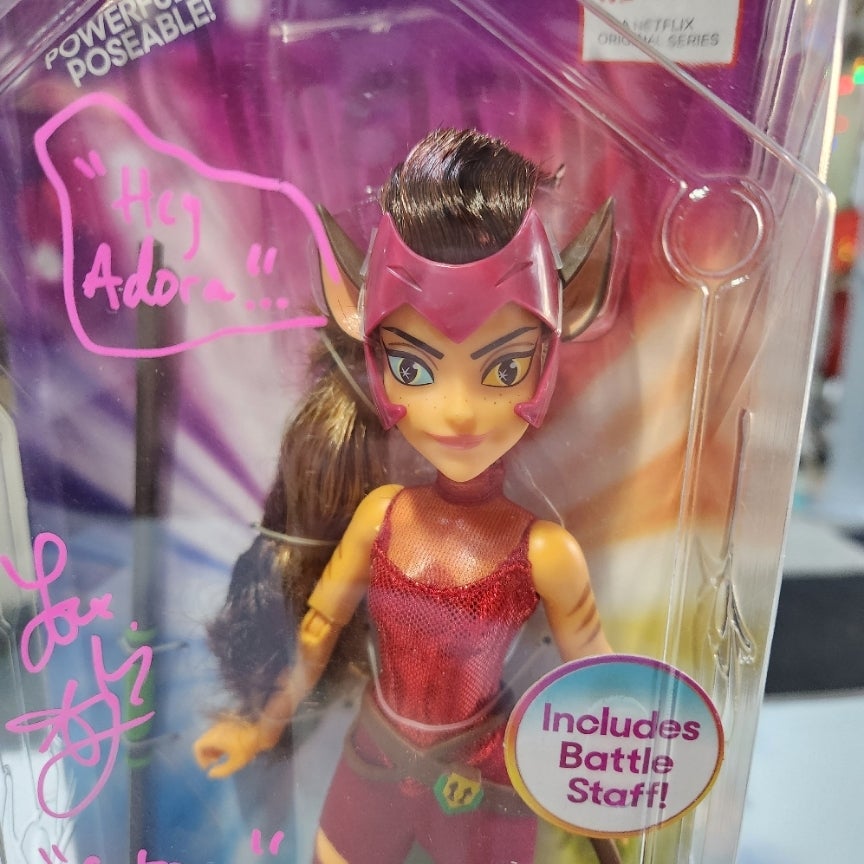 POWERFUL
POSEABLE!
A NETFLIX
ORIGINAL SERIES
"Hey
Adora"...
Includes
Battle
Staff!